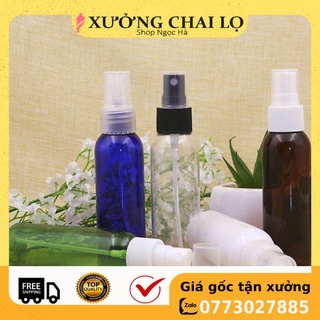 XƯỞNG CHAI LỌ
Shop Ngọc Hà
FREE
SHIPPING
TOP
QUALITY
Giá gốc tận xưởng
Zalo 0773027885